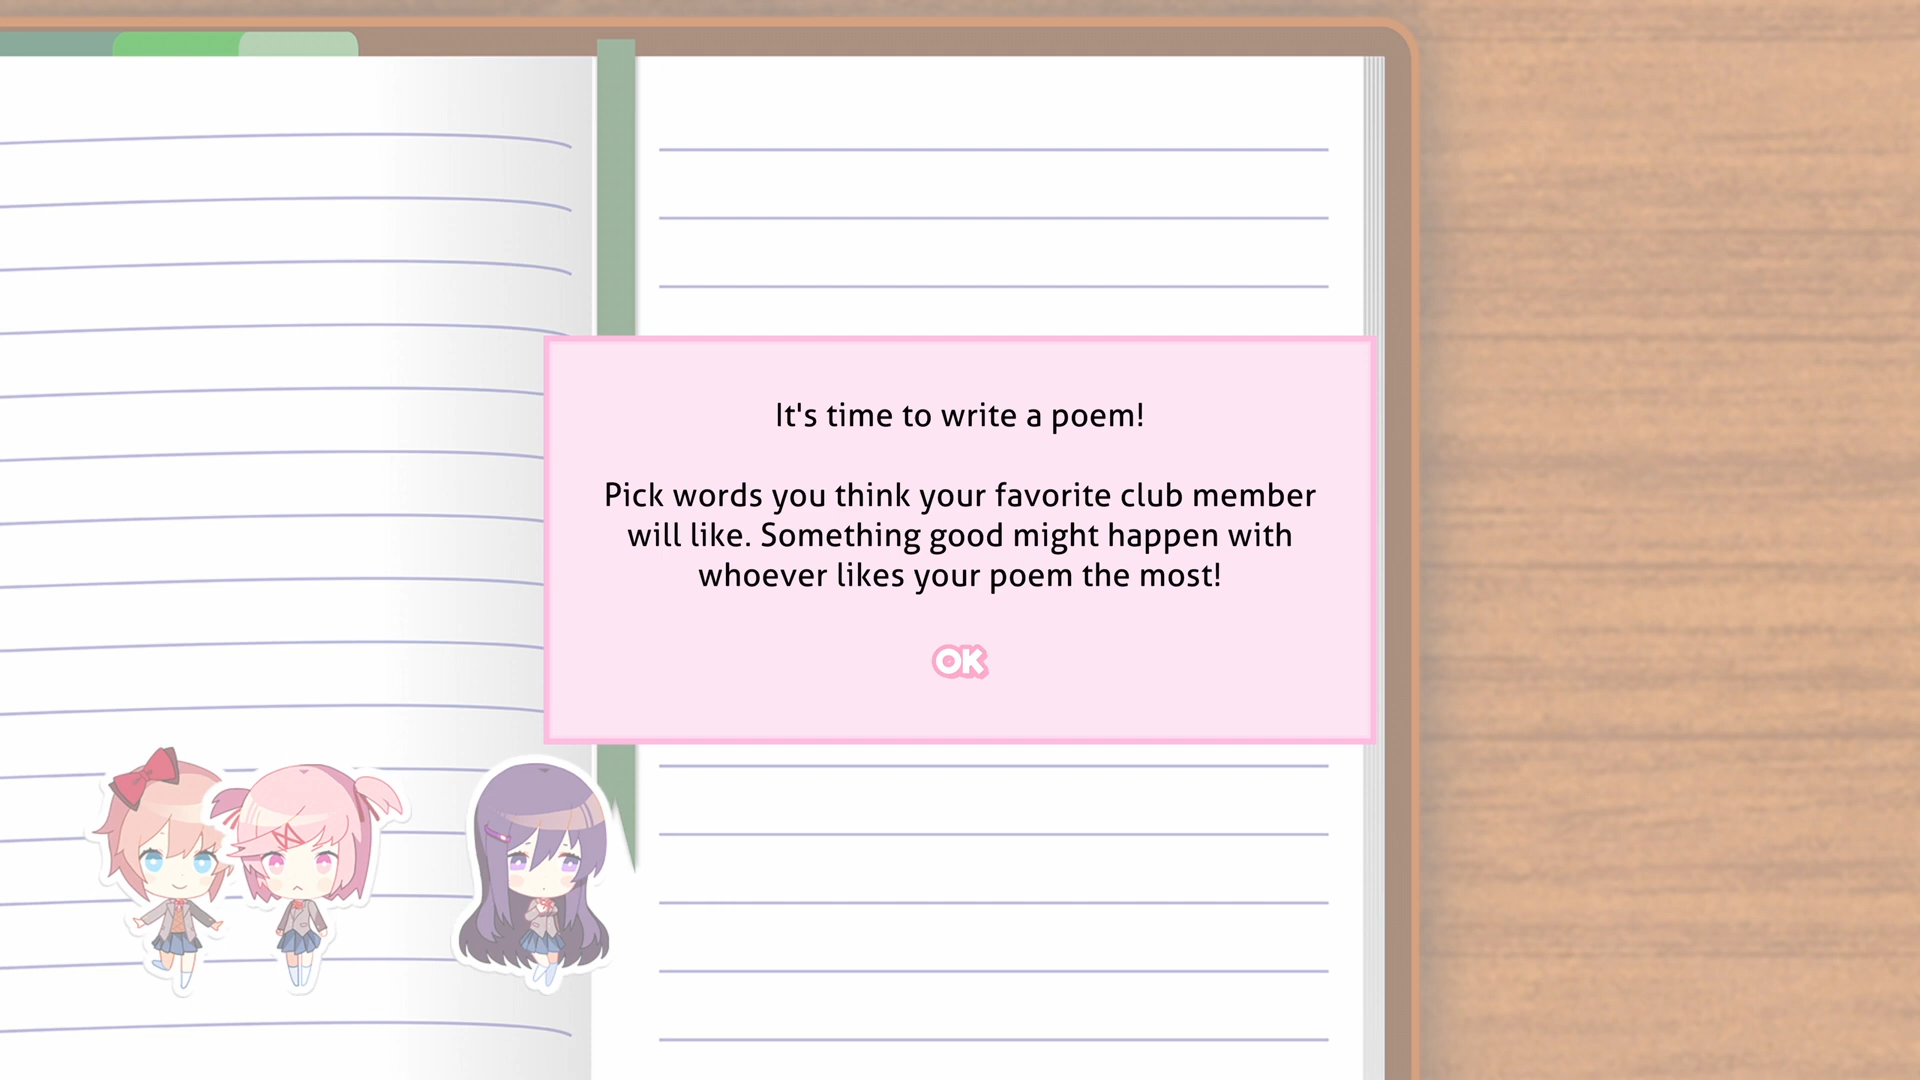 It's time to write a poem!
Pick words you think your favorite club member
will like. Something good might happen with
whoever likes your poem the most!
OK